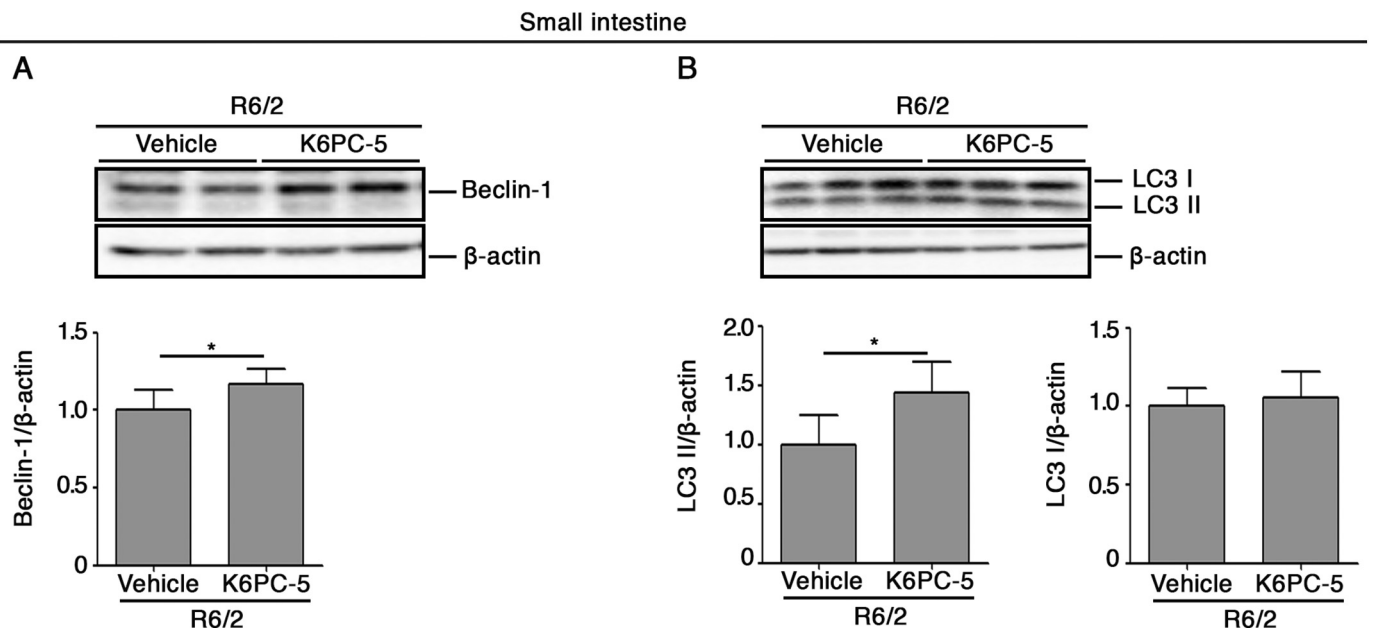 Small intestine
A
R6/2
Vehicle K6PC-5
Beclin-1
β-actin
1.5
*
1.0
0.5
0
Beclin-1/β-actin
Vehicle K6PC-5
R6/2
B
R6/2
Vehicle K6PC-5
LC3 I
LC3 II
β-actin
2.0
*
1.5
1.0
0.5
0
LC3 II/β-actin
Vehicle K6PC-5
R6/2
1.5
1.0
0.5
0
LC3 I/β-actin
Vehicle K6PC-5
R6/2